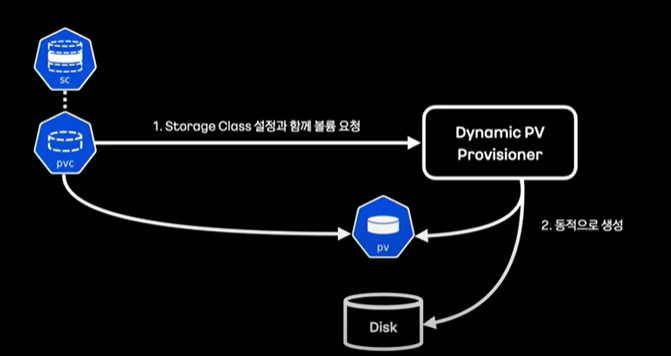 sc
1. Storage Class 설정과 함께 볼륨 요청
pvc
Dynamic PV
Provisioner
pv
2. 동적으로 생성
Disk